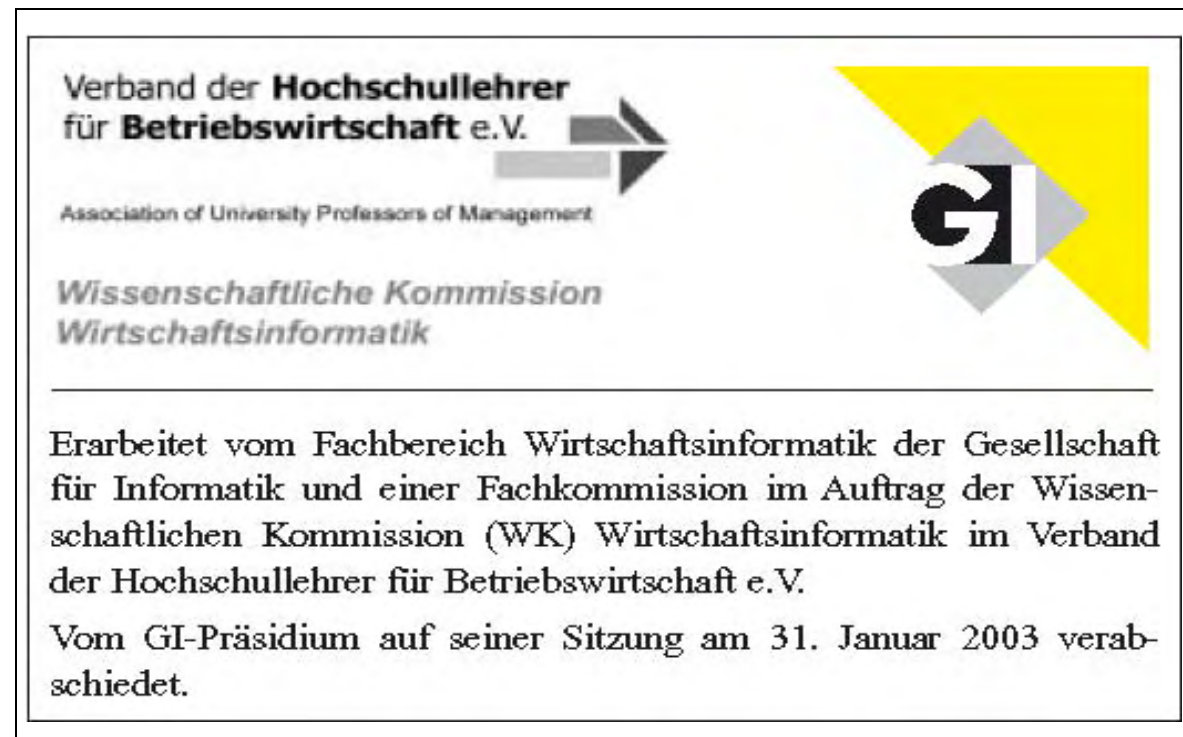 Verband der Hochschullehrer
für Betriebswirtschaft e.V.
Association of University Professors of Management
GI
Wissenschaftliche Kommission
Wirtschaftsinformatik
Erarbeitet vom Fachbereich Wirtschaftsinformatik der Gesellschaft
für Informatik und einer Fachkommission im Auftrag der Wissen-
schaftlichen Kommission (WK) Wirtschaftsinformatik im Verband
der Hochschullehrer für Betriebswirtschaft e.V.
Vom GI-Präsidium auf seiner Sitzung am 31. Januar 2003 verab-
schiedet.